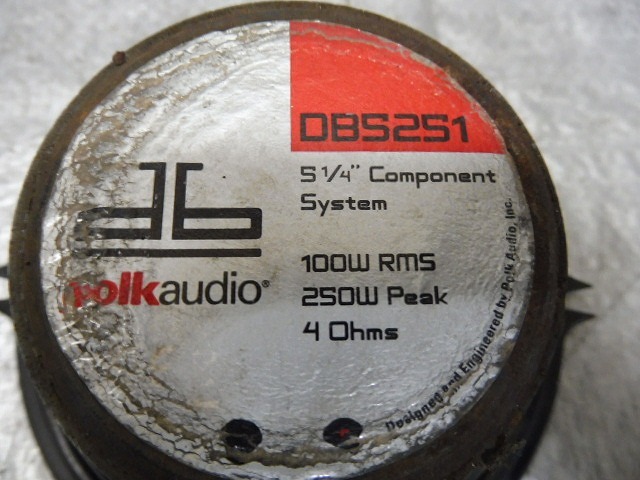 DB5251
5 1/4" Component
System
db
polkaudio®
100W RMS
250W Peak
4 Ohms
Designed and Engineered by Polk Audio, Inc.